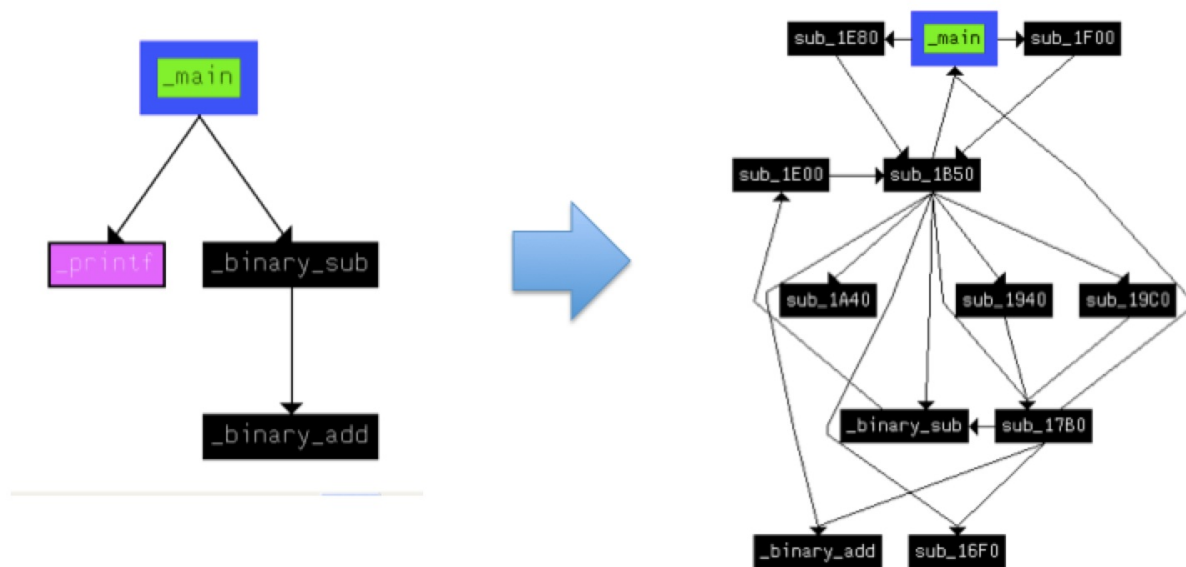 _main
_printf
_binary_sub
_binary_add
sub_1E80
_main
sub_1F00
sub_1E00
sub_1B50
sub_1A40
sub_1940
sub_19C0
_binary_sub
sub_17B0
_binary_add
sub_16F0